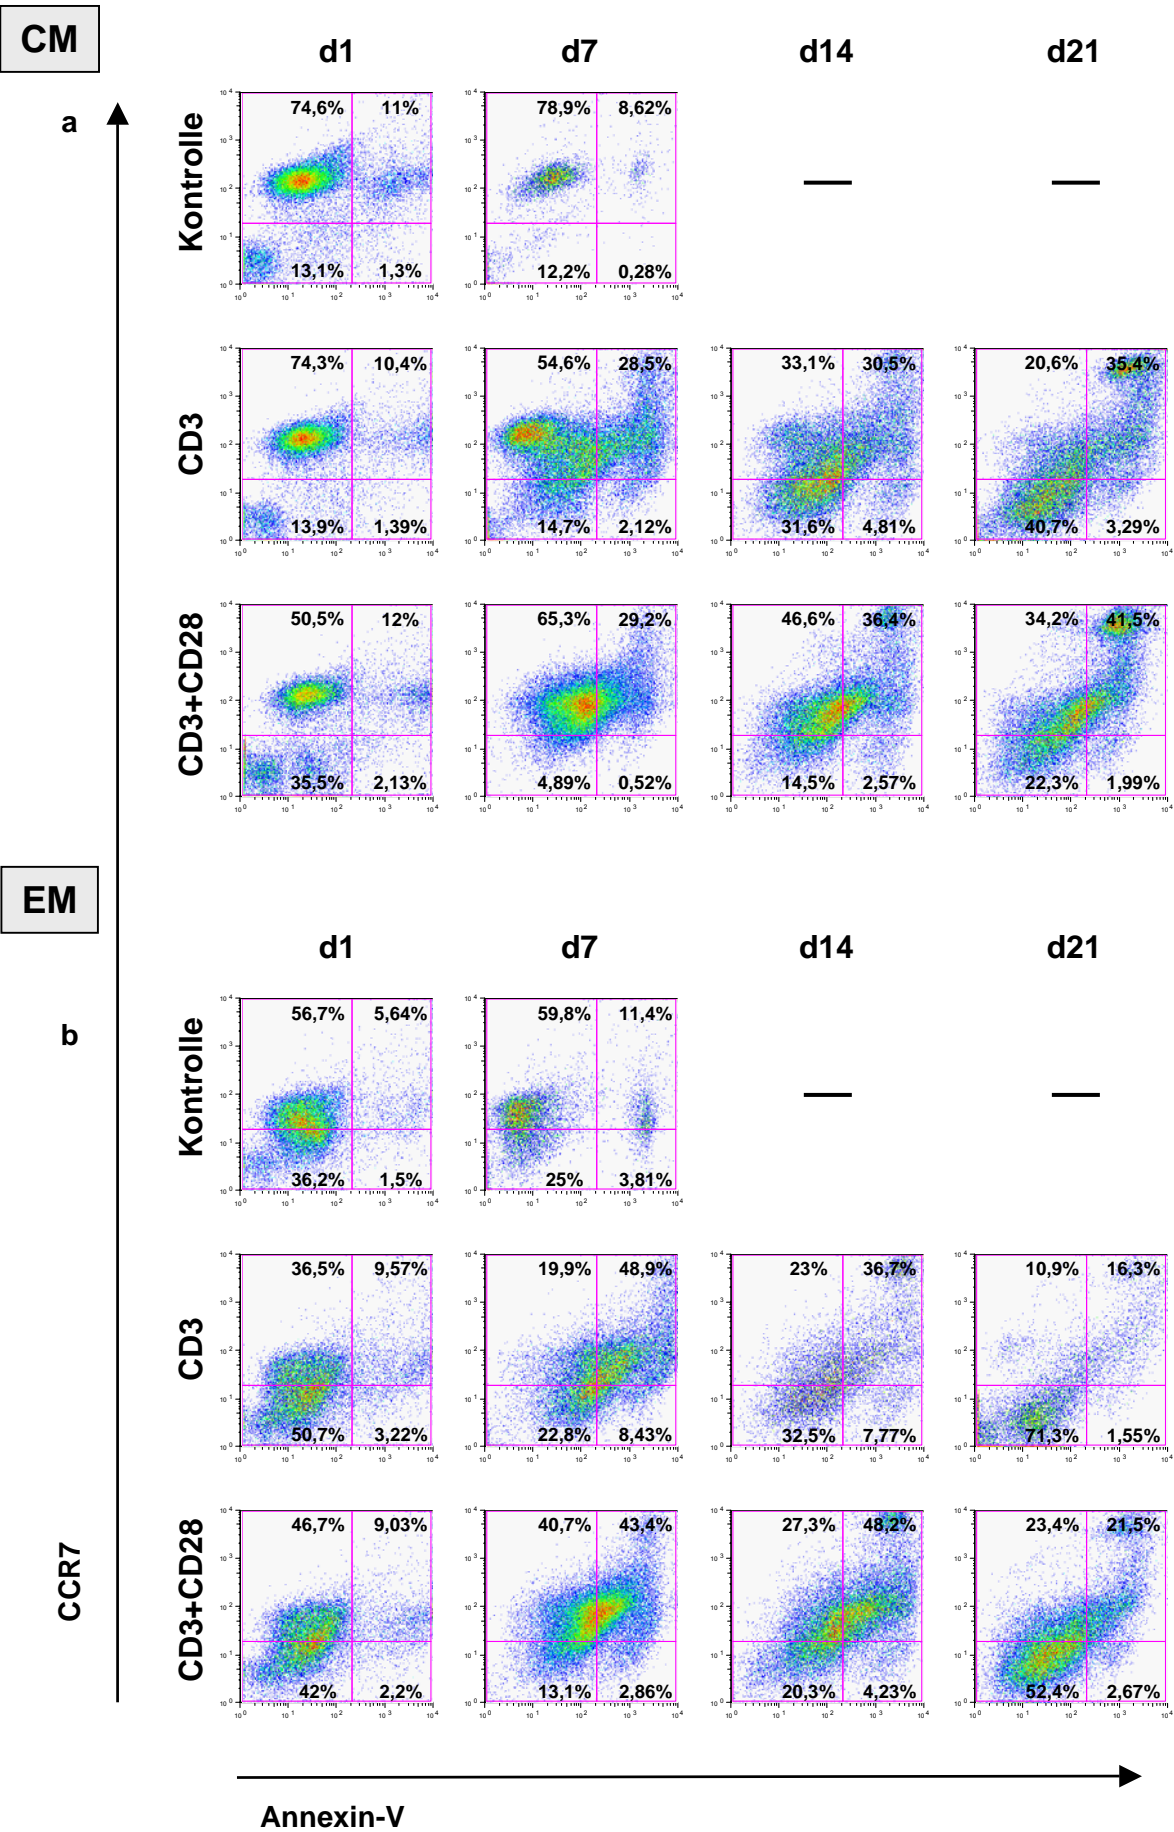 CM
d1 d7 d14 d21
a
Kontrolle
74,6% 11% 78,9% 8,62%
13,1% 1,3% 12,2% 0,28%
CD3
74,3% 10,4% 54,6% 28,5% 33,1% 30,5% 20,6% 35,4%
13,9% 1,39% 14,7% 2,12% 31,6% 4,81% 40,7% 3,29%
CD3+CD28
50,5% 12% 65,3% 29,2% 46,6% 36,4% 34,2% 41,5%
35,5% 2,13% 4,89% 0,52% 14,5% 2,57% 22,3% 1,99%
EM
d1 d7 d14 d21
b
Kontrolle
56,7% 5,64% 59,8% 11,4%
36,2% 1,5% 25% 3,81%
CD3
36,5% 9,57% 19,9% 48,9% 23% 36,7% 10,9% 16,3%
50,7% 3,22% 22,8% 8,43% 32,5% 7,77% 71,3% 1,55%
CD3+CD28
46,7% 9,03% 40,7% 43,4% 27,3% 48,2% 23,4% 21,5%
42% 2,2% 13,1% 2,86% 20,3% 4,23% 52,4% 2,67%
CCR7
Annexin-V